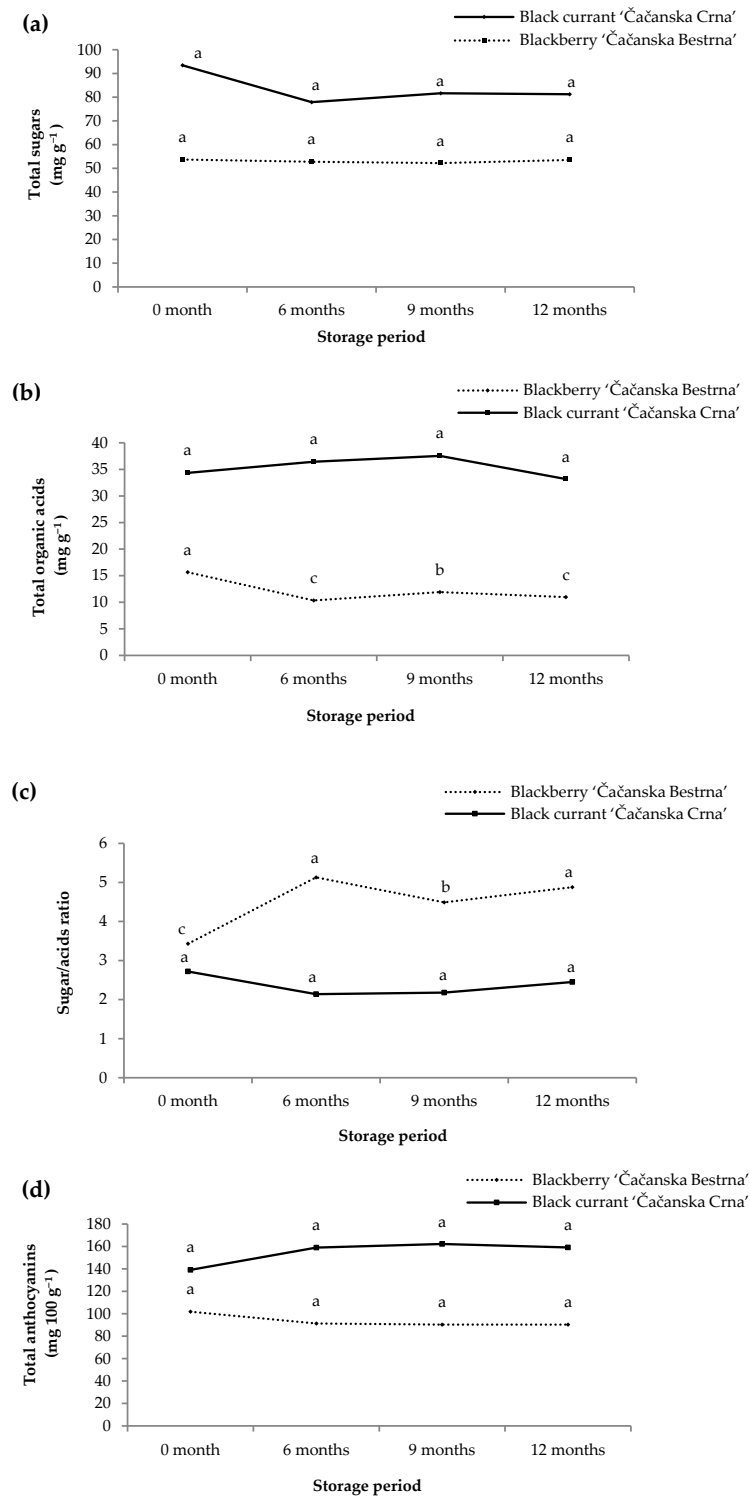 (a)
Black currant ‘Čačanska Crna’
Blackberry ‘Čačanska Bestrna’
Total sugars
(mg g⁻¹)
100
90
80
70
60
50
40
30
20
10
0
a
a
a
a
a
a
a
a
0 month
6 months
9 months
12 months
Storage period
(b)
Blackberry ‘Čačanska Bestrna’
Black currant ‘Čačanska Crna’
Total organic acids
(mg g⁻¹)
40
35
30
25
20
15
10
5
0
a
a
a
a
a
c
b
c
0 month
6 months
9 months
12 months
Storage period
(c)
Blackberry ‘Čačanska Bestrna’
Black currant ‘Čačanska Crna’
Sugar/acids ratio
6
5
4
3
2
1
0
c
a
b
a
a
a
a
a
0 month
6 months
9 months
12 months
Storage period
(d)
Blackberry ‘Čačanska Bestrna’
Black currant ‘Čačanska Crna’
Total anthocyanins
(mg 100 g⁻¹)
180
160
140
120
100
80
60
40
20
0
a
a
a
a
a
a
a
a
0 month
6 months
9 months
12 months
Storage period